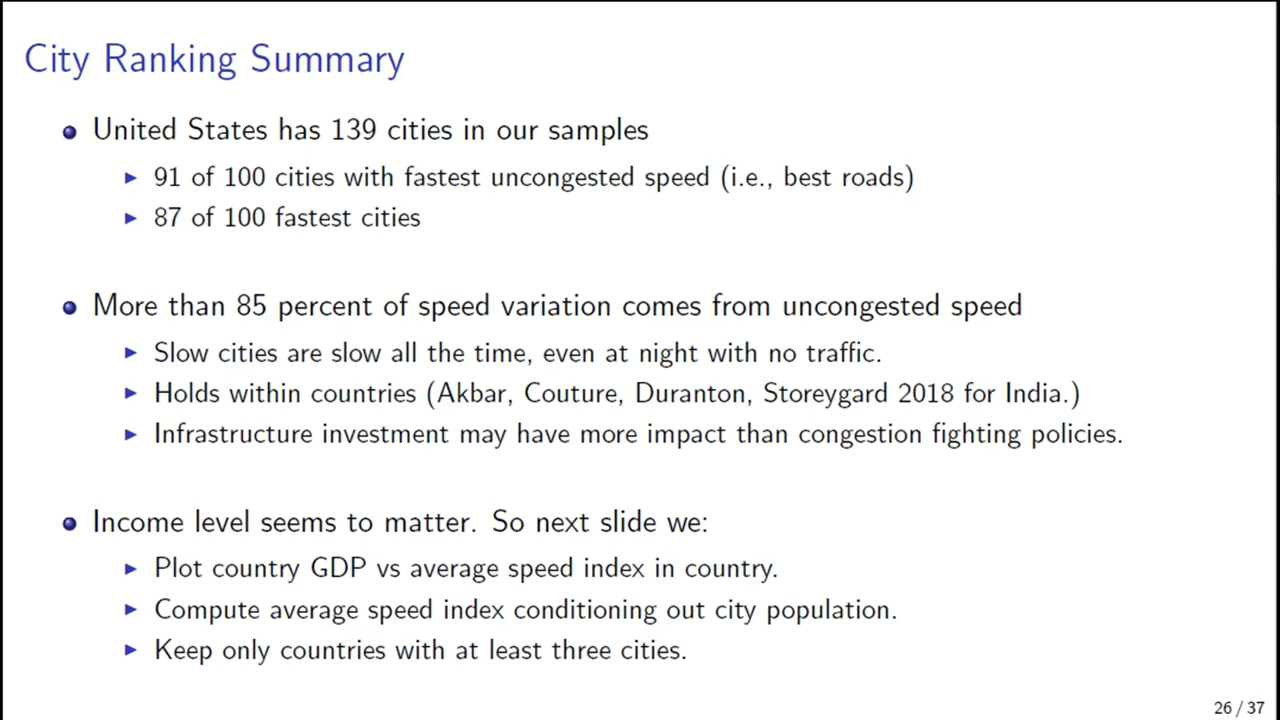 City Ranking Summary
United States has 139 cities in our samples
91 of 100 cities with fastest uncongested speed (i.e., best roads)
87 of 100 fastest cities
More than 85 percent of speed variation comes from uncongested speed
Slow cities are slow all the time, even at night with no traffic.
Holds within countries (Akbar, Couture, Duranton, Storeygard 2018 for India.)
Infrastructure investment may have more impact than congestion fighting policies.
Income level seems to matter. So next slide we:
Plot country GDP vs average speed index in country.
Compute average speed index conditioning out city population.
Keep only countries with at least three cities.
26 / 37